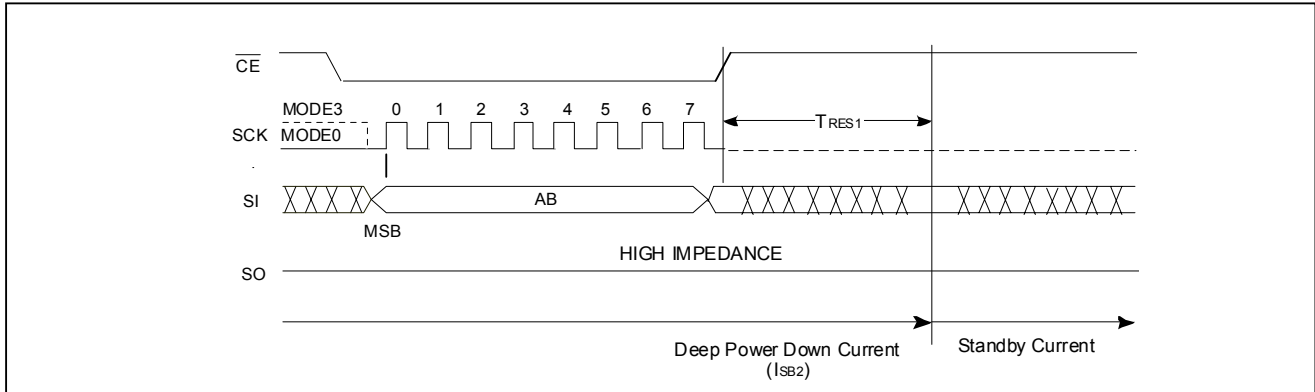 CE
MODE3 0 1 2 3 4 5 6 7
SCK MODE0
TRES1
SI AB
MSB
HIGH IMPEDANCE
SO
Deep Power Down Current Standby Current
(ISB2)